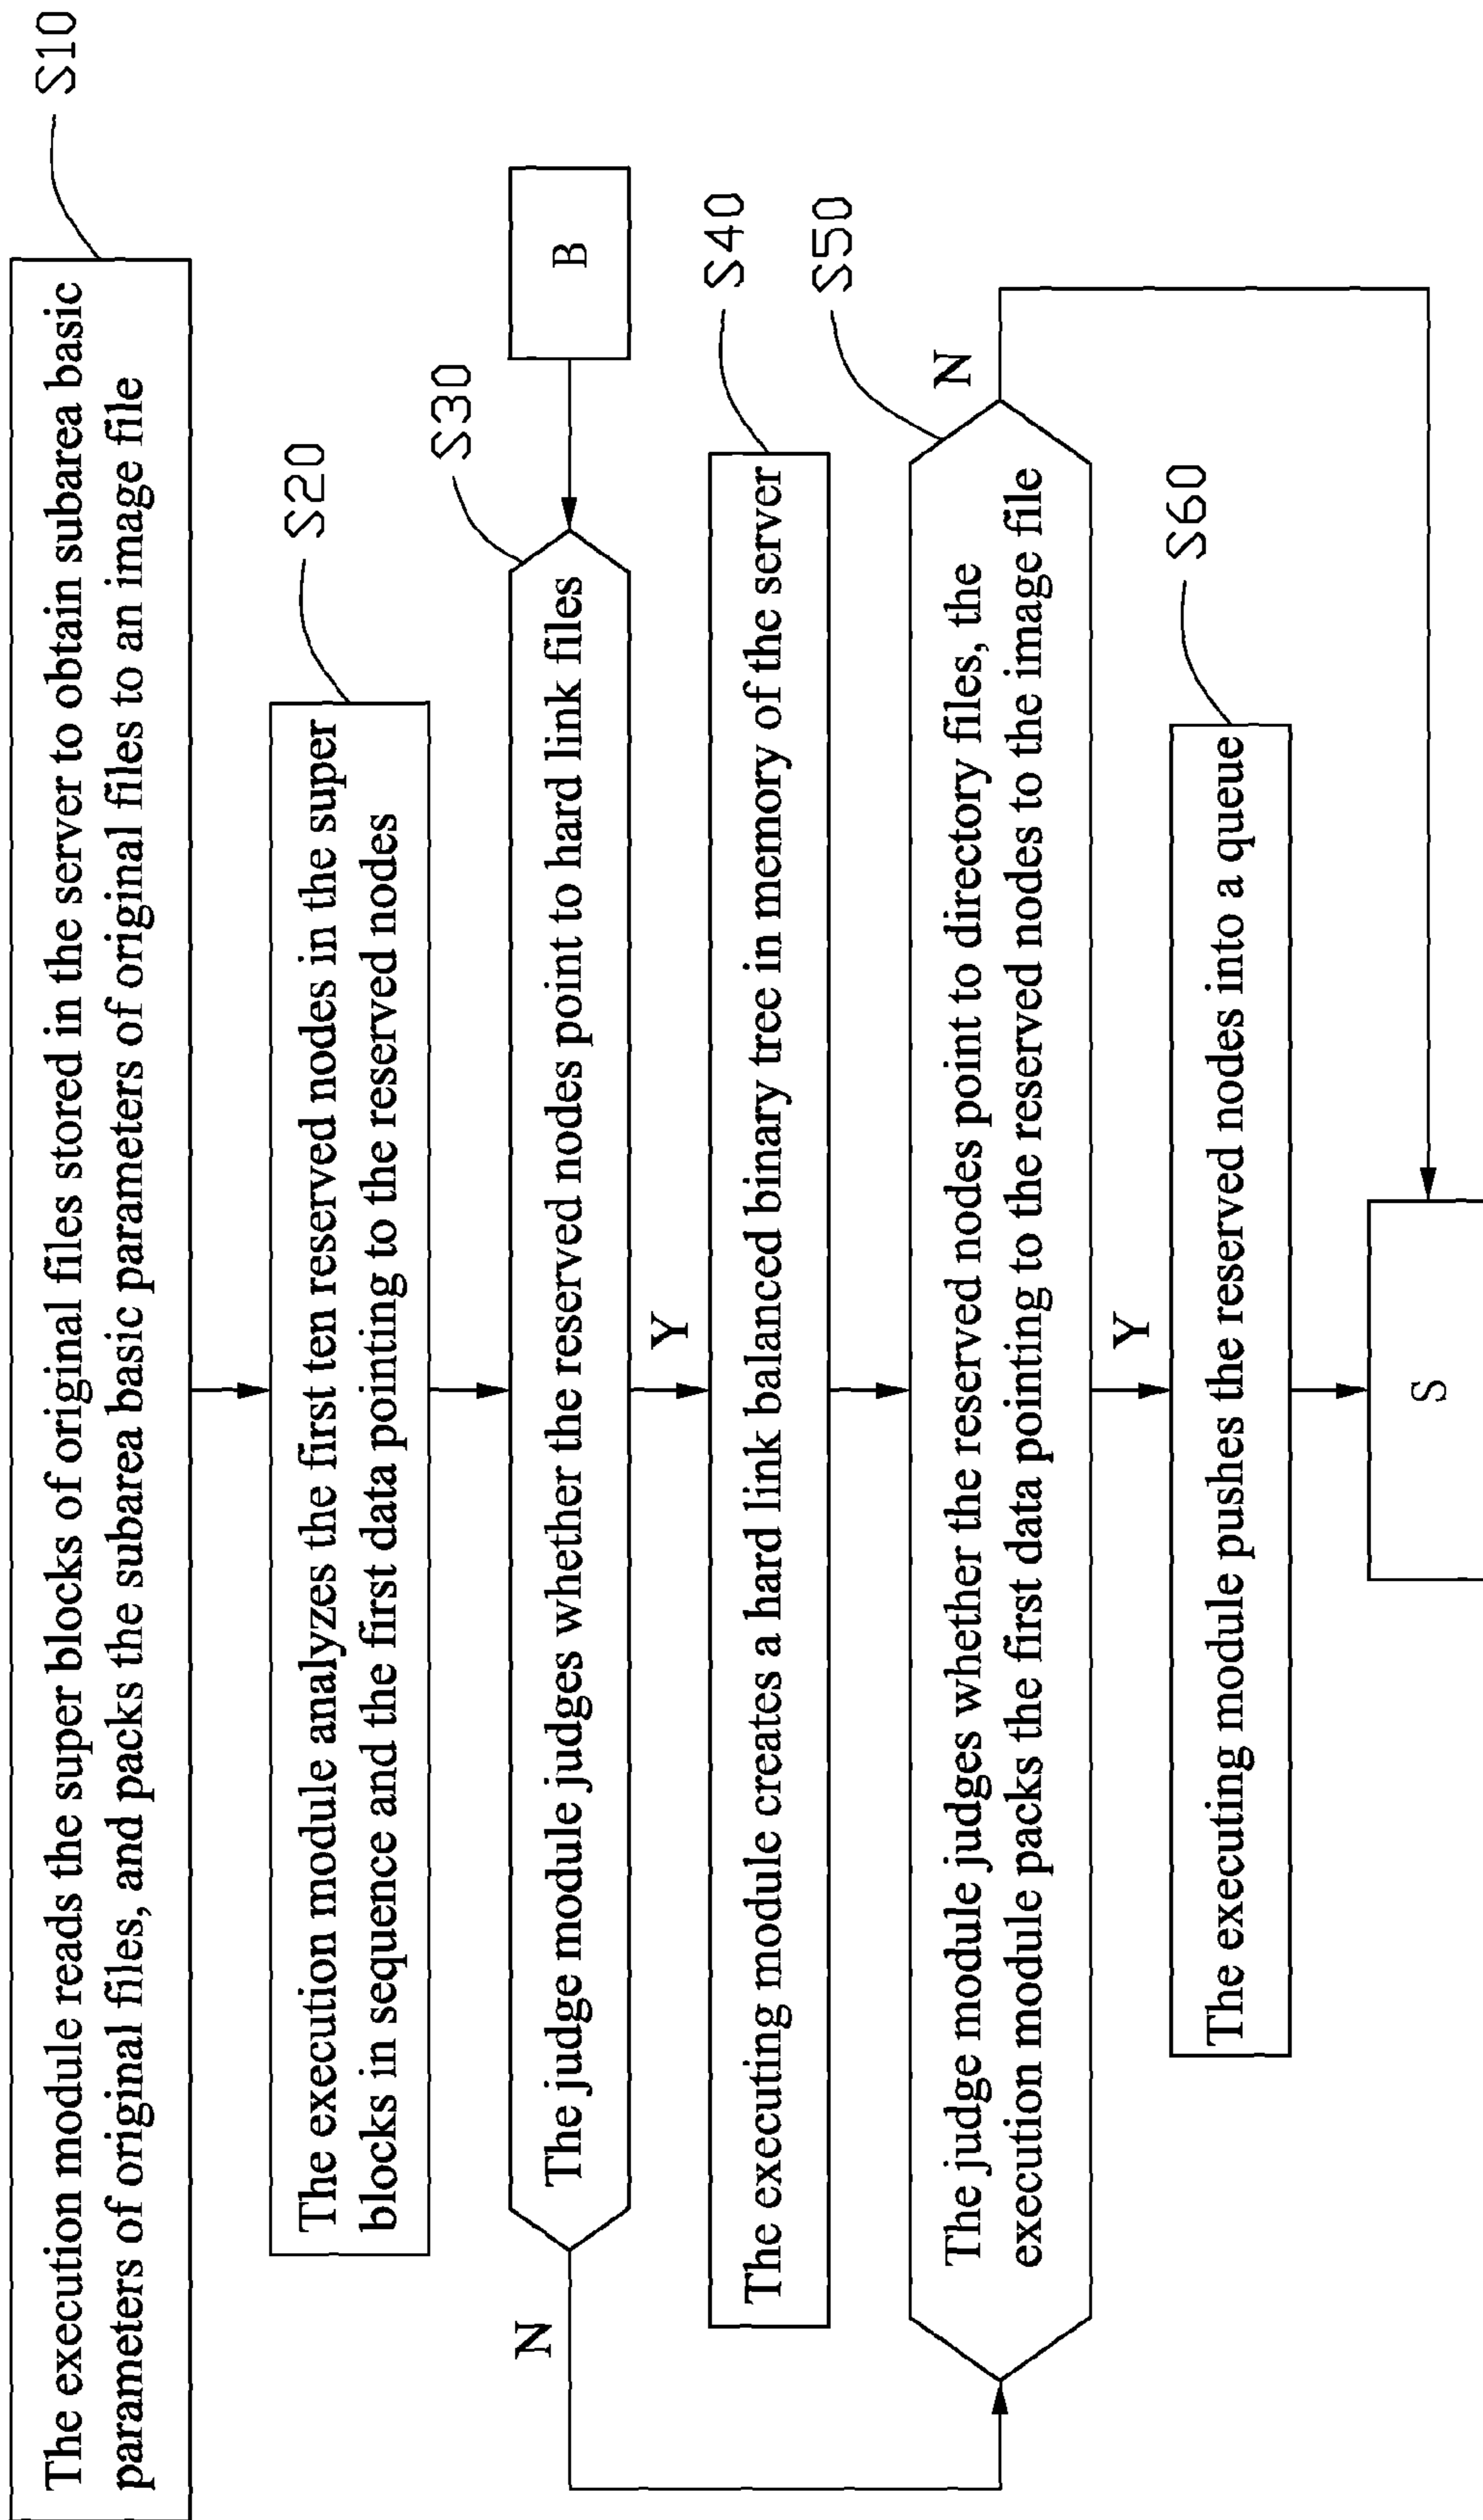 S10
The execution module reads the super blocks of original files stored in the server to obtain subarea basic
parameters of original files, and packs the subarea basic parameters of original files to an image file
S20
The execution module analyzes the first ten reserved nodes in the super
blocks in sequence and the first data pointing to the reserved nodes
S30
The judge module judges whether the reserved nodes point to hard link files
B
N
Y
S40
The executing module creates a hard link balanced binary tree in memory of the server
S50
The judge module judges whether the reserved nodes point to directory files, the
execution module packs the first data pointing to the reserved nodes to the image file
N
Y
S60
The executing module pushes the reserved nodes into a queue
S